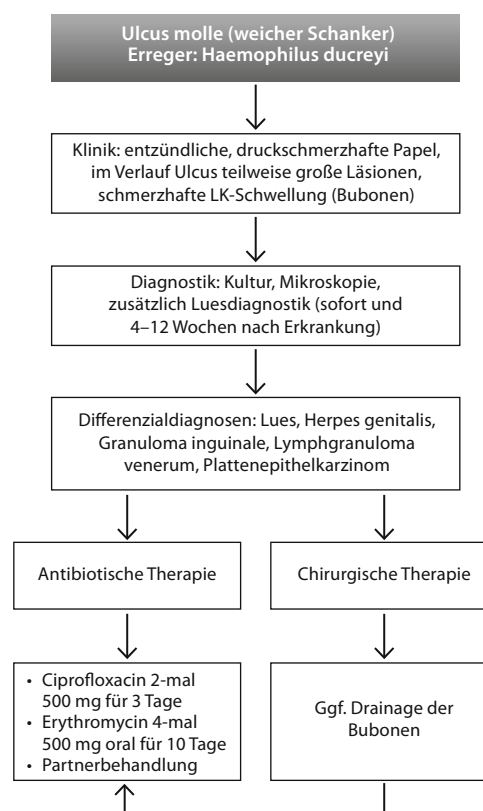 Ulcus molle (weicher Schanker)
Erreger: Haemophilus ducreyi
Klinik: entzündliche, druckschmerzhafte Papel,
im Verlauf Ulcus teilweise große Läsionen,
schmerzhafte LK-Schwellung (Bubonen)
Diagnostik: Kultur, Mikroskopie,
zusätzlich Luesdiagnostik (sofort und
4–12 Wochen nach Erkrankung)
Differenzialdiagnosen: Lues, Herpes genitalis,
Granuloma inguinale, Lymphgranuloma
venerum, Plattenepithelkarzinom
Antibiotische Therapie
Chirurgische Therapie
• Ciprofloxacin 2-mal
500 mg für 3 Tage
• Erythromycin 4-mal
500 mg oral für 10 Tage
• Partnerbehandlung
Ggf. Drainage der
Bubonen